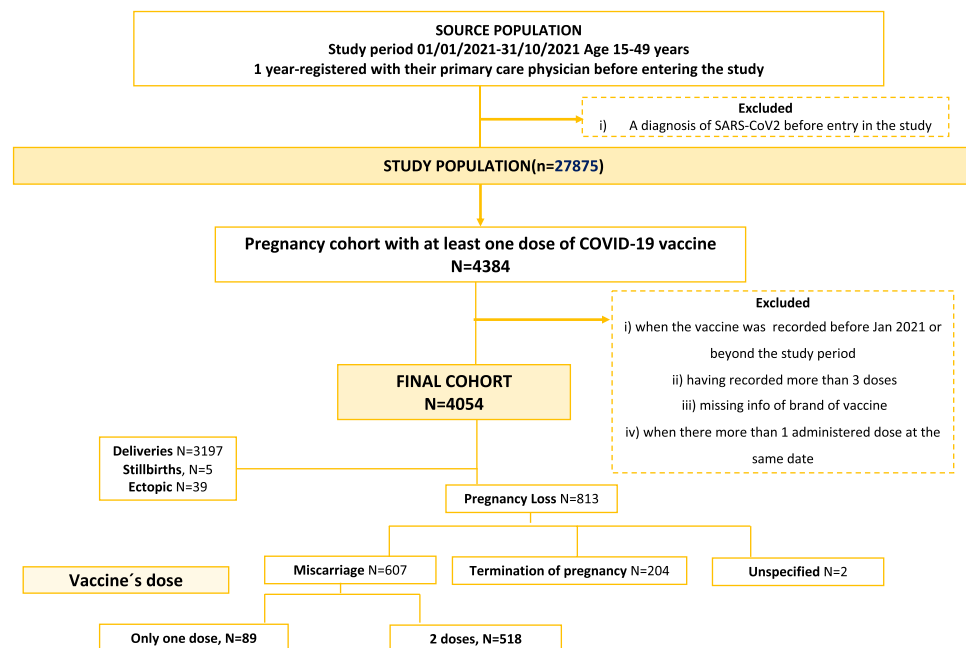 SOURCE POPULATION
Study period 01/01/2021-31/10/2021 Age 15-49 years
1 year-registered with their primary care physician before entering the study
Excluded
i) A diagnosis of SARS-CoV2 before entry in the study
STUDY POPULATION(n=27875)
Pregnancy cohort with at least one dose of COVID-19 vaccine
N=4384
Excluded
i) when the vaccine was recorded before Jan 2021 or
beyond the study period
ii) having recorded more than 3 doses
iii) missing info of brand of vaccine
iv) when there more than 1 administered dose at the
same date
FINAL COHORT
N=4054
Deliveries N=3197
Stillbirths, N=5
Ectopic N=39
Pregnancy Loss N=813
Miscarriage N=607
Termination of pregnancy N=204
Unspecified N=2
Vaccine´s dose
Only one dose, N=89
2 doses, N=518